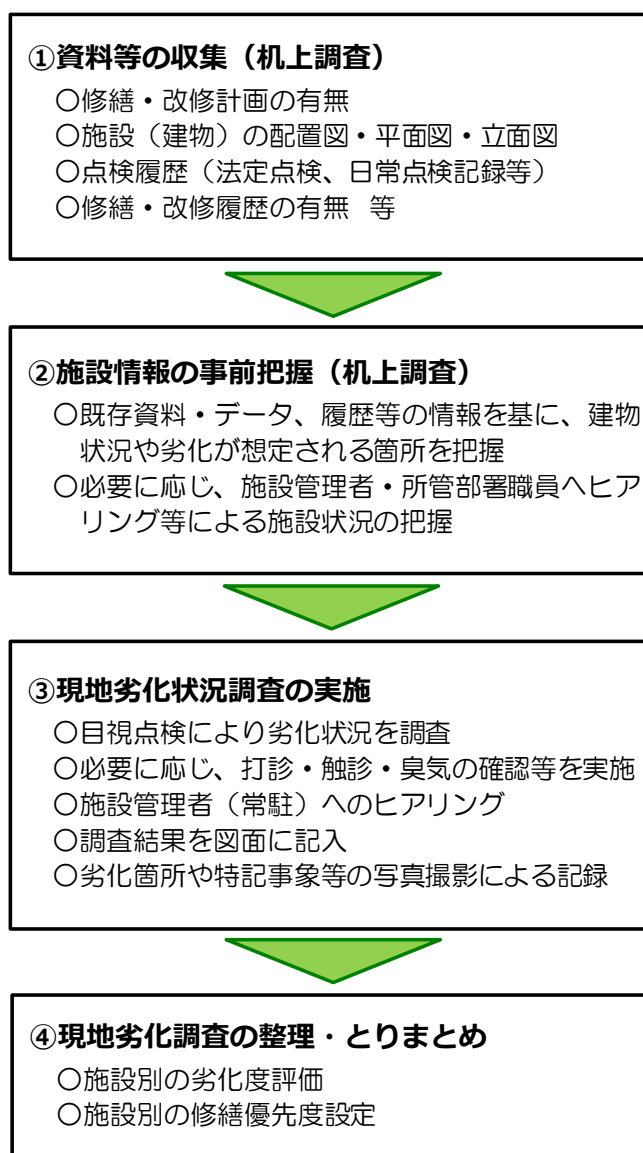 ①資料等の収集（机上調査）
〇修繕・改修計画の有無
〇施設（建物）の配置図・平面図・立面図
〇点検履歴（法定点検、日常点検記録等）
〇修繕・改修履歴の有無 等
②施設情報の事前把握（机上調査）
〇既存資料・データ、履歴等の情報を基に、建物
状況や劣化が想定される箇所を把握
〇必要に応じ、施設管理者・所管部署職員へヒア
リング等による施設状況の把握
③現地劣化状況調査の実施
〇目視点検により劣化状況を調査
〇必要に応じ、打診・触診・臭気の確認等を実施
〇施設管理者（常駐）へのヒアリング
〇調査結果を図面に記入
〇劣化箇所や特記事象等の写真撮影による記録
④現地劣化調査の整理・とりまとめ
〇施設別の劣化度評価
〇施設別の修繕優先度設定